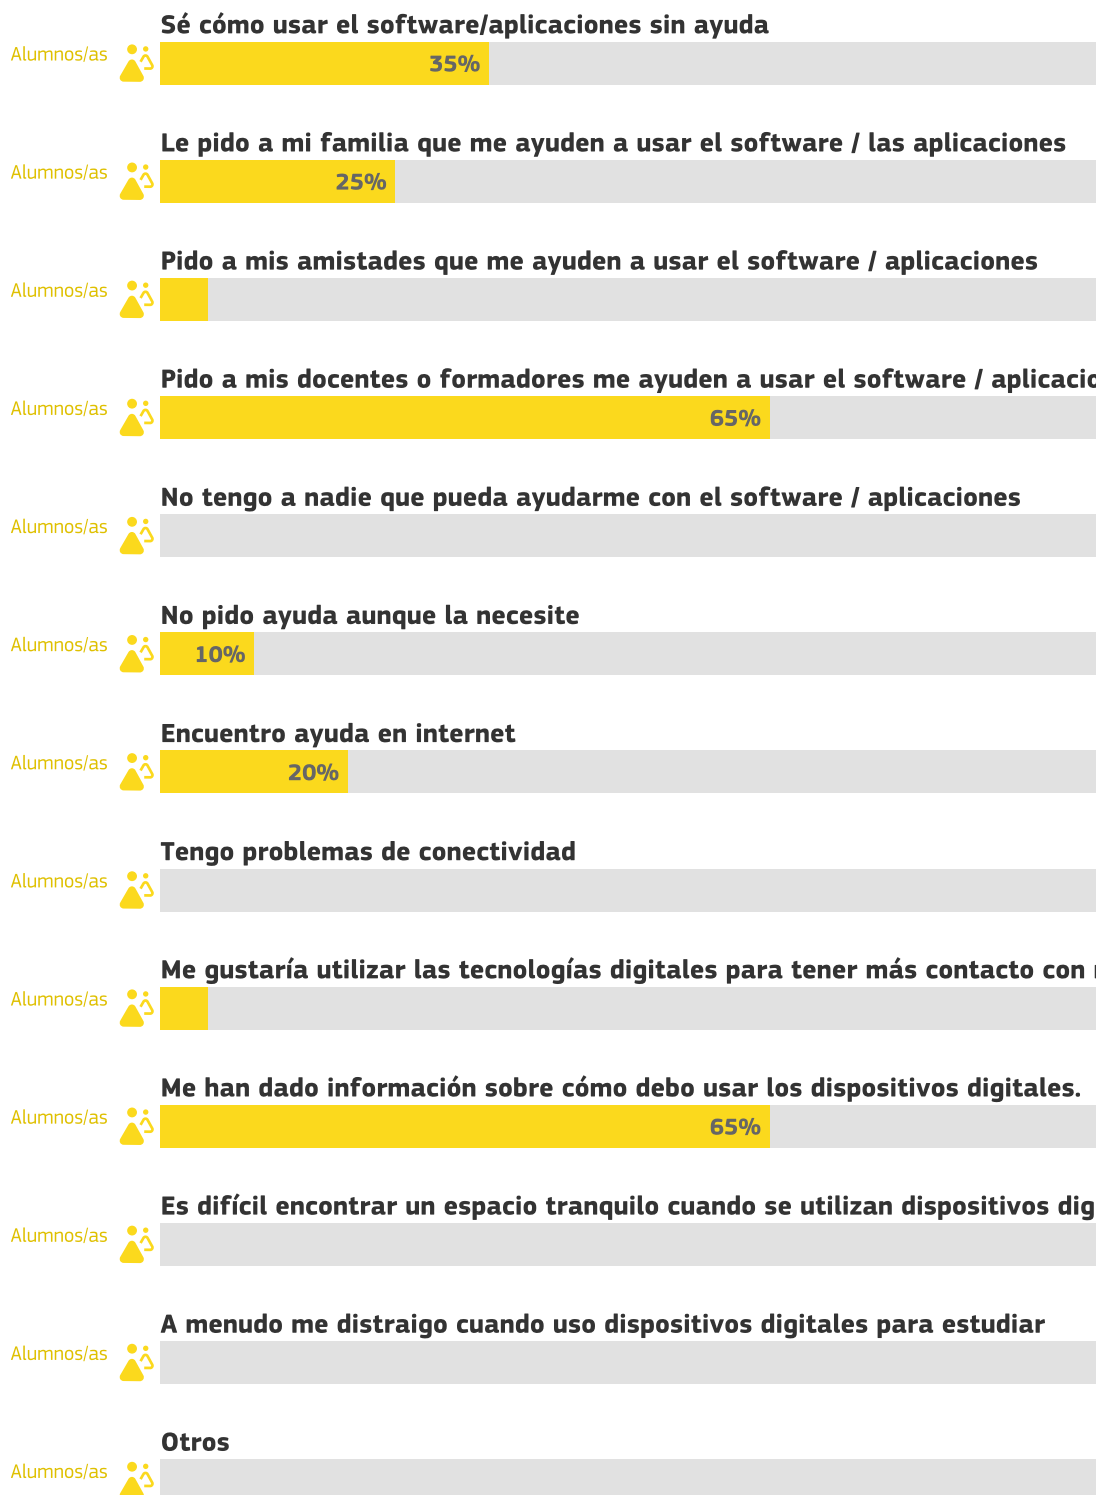 Sé cómo usar el software/aplicaciones sin ayuda
Alumnos/as
35%
Le pido a mi familia que me ayuden a usar el software / las aplicaciones
Alumnos/as
25%
Pido a mis amistades que me ayuden a usar el software / aplicaciones
Alumnos/as
Pido a mis docentes o formadores me ayuden a usar el software /
Alumnos/as
65%
No tengo a nadie que pueda ayudarme con el software / aplicaciones
Alumnos/as
No pido ayuda aunque la necesite
Alumnos/as
10%
Encuentro ayuda en internet
Alumnos/as
20%
Tengo problemas de conectividad
Alumnos/as
Me gustaría utilizar las tecnologías digitales para tener más contacto con
Alumnos/as
Me han dado información sobre cómo debo usar los dispositivos digitales.
Alumnos/as
65%
Es difícil encontrar un espacio tranquilo cuando se utilizan dispositivos
Alumnos/as
A menudo me distraigo cuando uso dispositivos digitales para estudiar
Alumnos/as
Otros
Alumnos/as